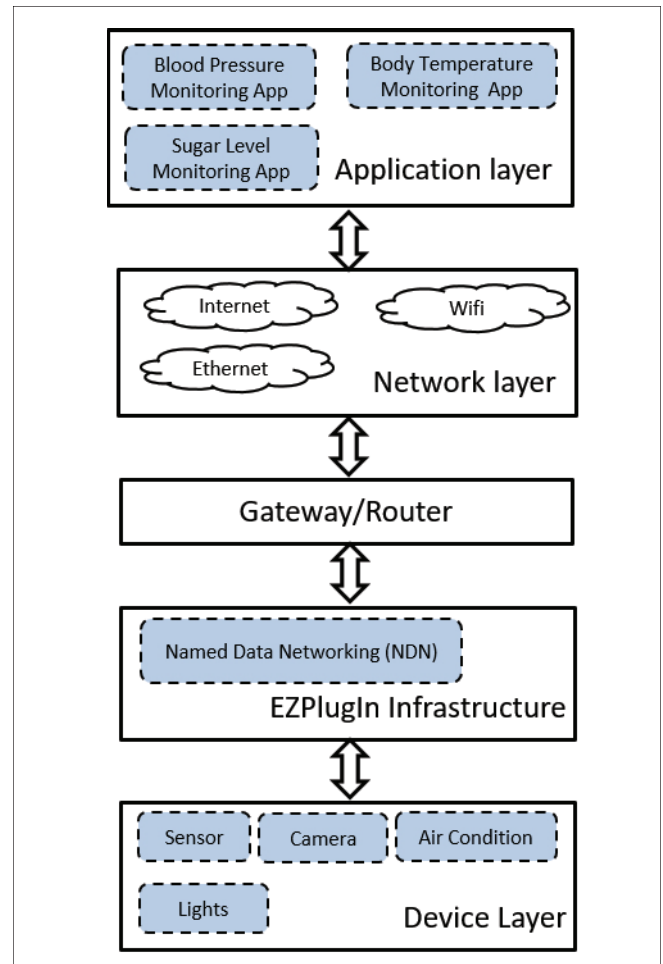 Blood Pressure
Monitoring App
Body Temperature
Monitoring App
Sugar Level
Monitoring App
Application layer
Internet
Wifi
Ethernet
Network layer
Gateway/Router
Named Data Networking (NDN)
EZPlugIn Infrastructure
Sensor
Camera
Air Condition
Lights
Device Layer